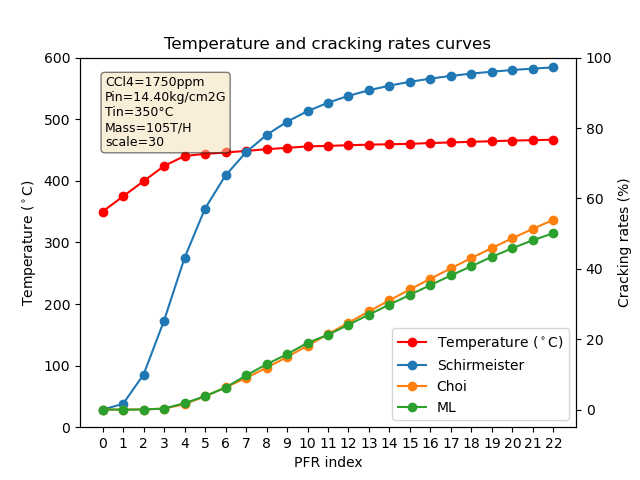 Temperature and cracking rates curves
600
500
400
300
200
100
0
Temperature (°C)
CCl4=1750ppm
Pin=14.40kg/cm2G
Tin=350°C
Mass=105T/H
scale=30
100
80
60
40
20
0
Cracking rates (%)
Temperature (°C)
Schirmeister
Choi
ML
0 1 2 3 4 5 6 7 8 9 10 11 12 13 14 15 16 17 18 19 20 21 22
PFR index